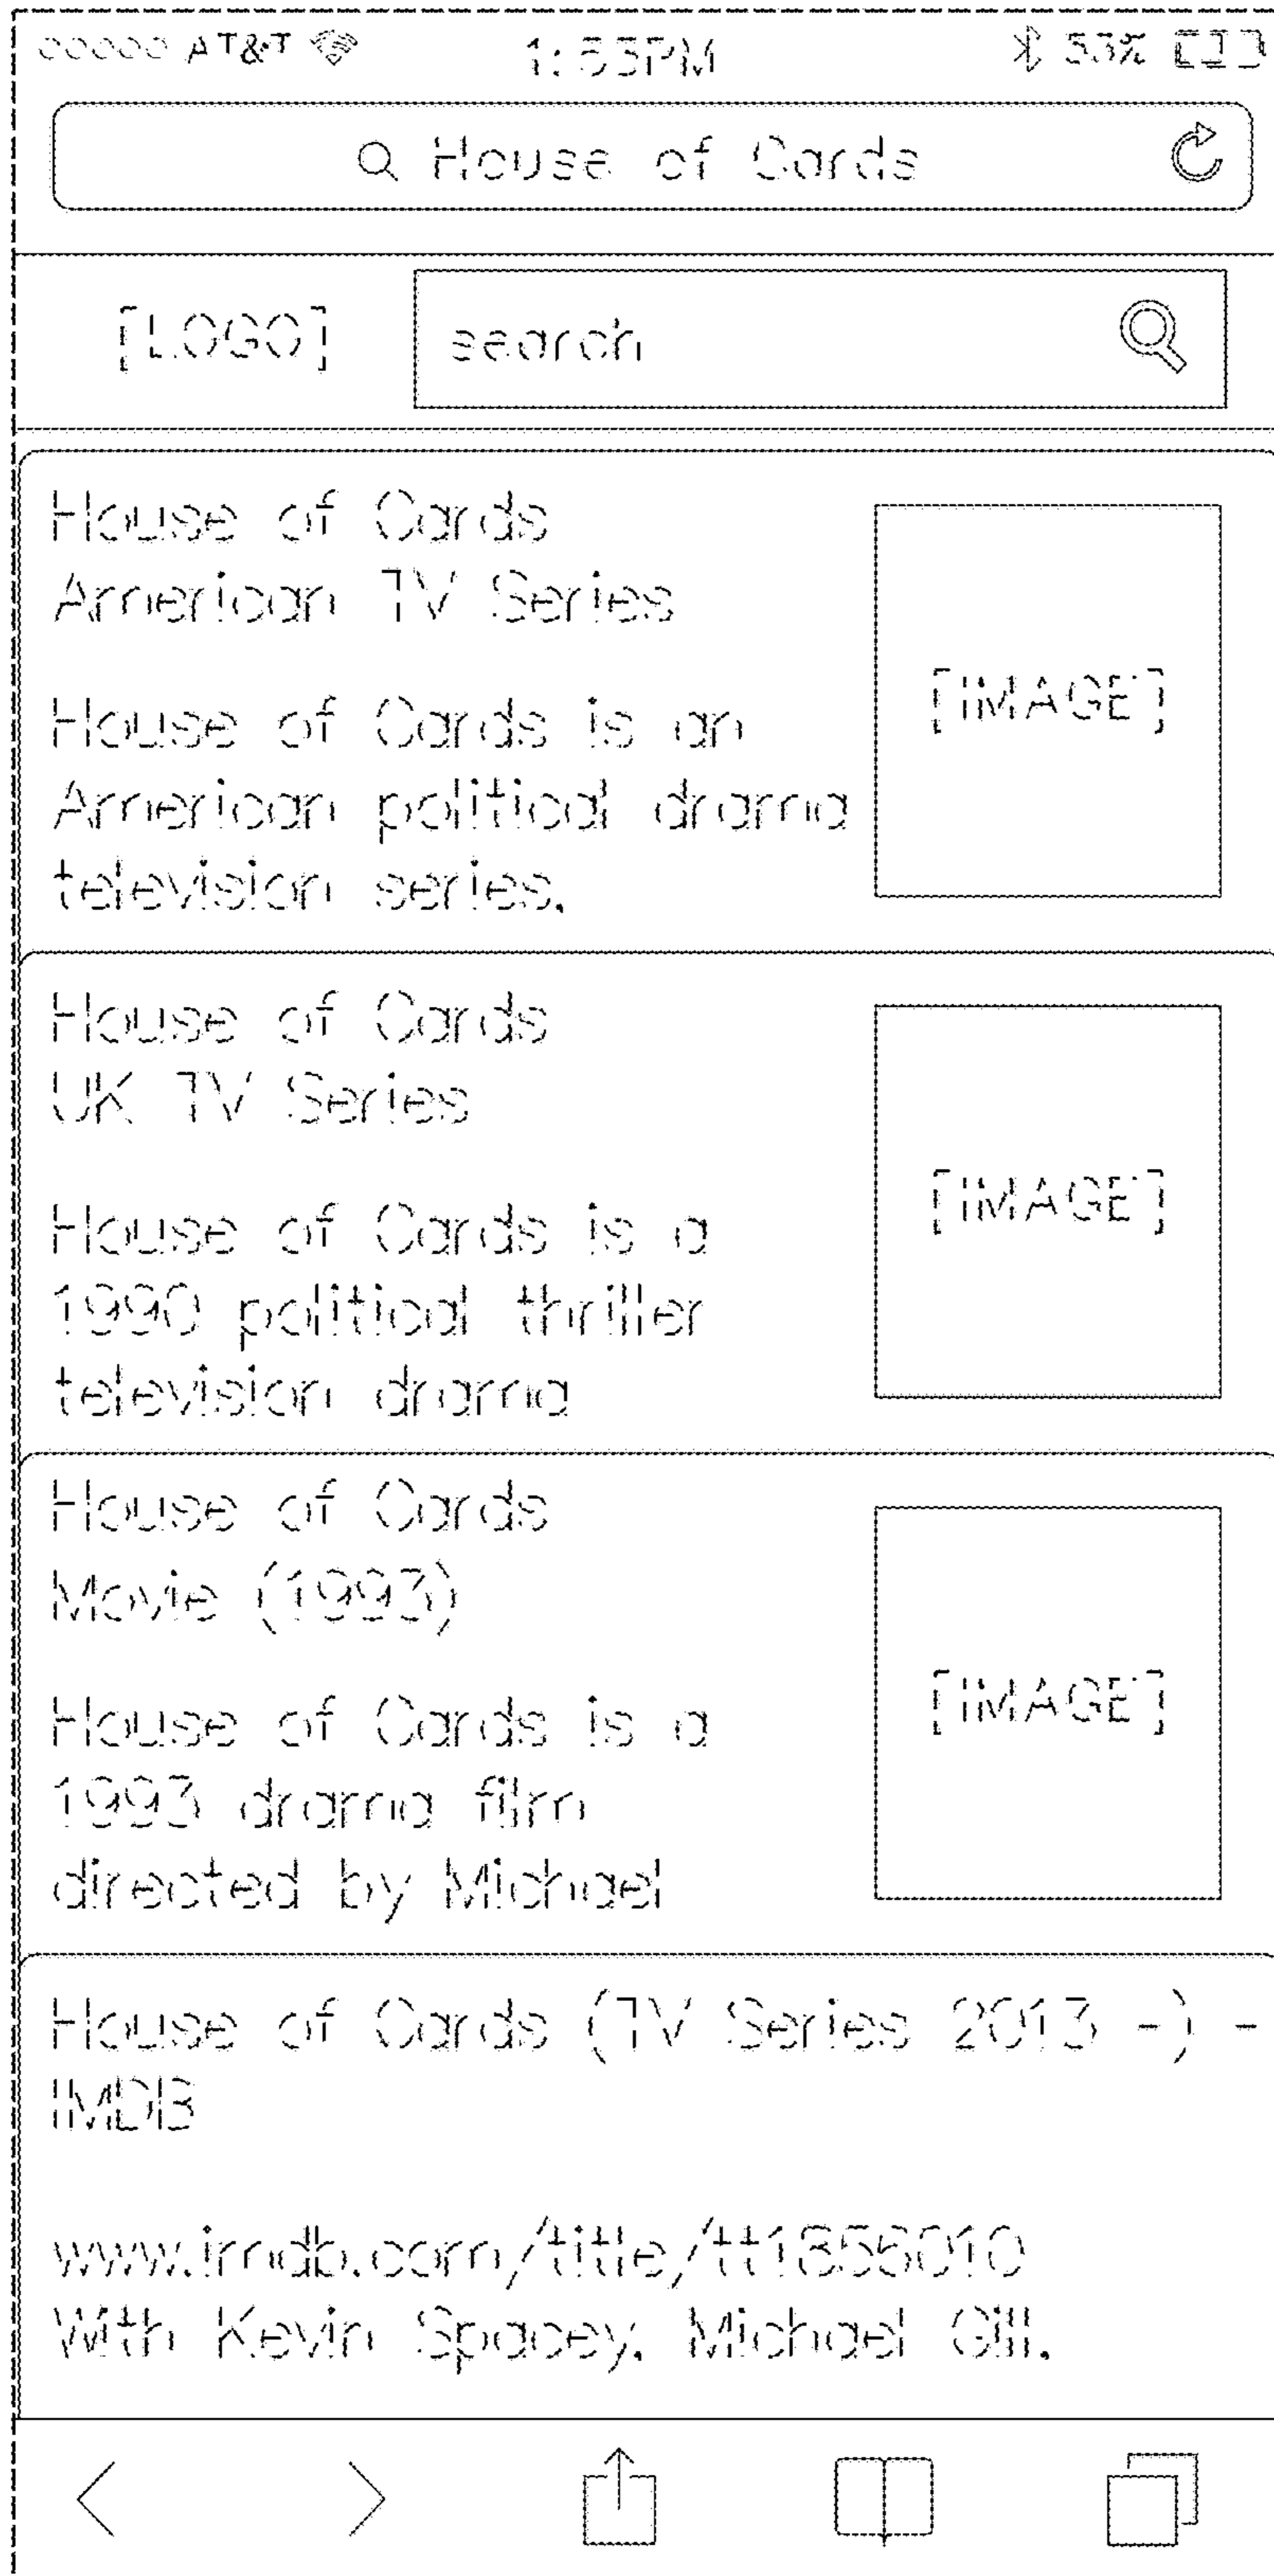 AT&T 1:53PM 53%
House of Cards
[LOGO] search
House of Cards
American TV Series
House of Cards is an
American political drama
television series.
[IMAGE]
House of Cards
UK TV Series
House of Cards is a
1990 political thriller
television drama
[IMAGE]
House of Cards
Movie (1993)
House of Cards is a
1993 drama film
directed by Michael
[IMAGE]
House of Cards (TV Series 2013 -) -
IMDB
www.imdb.com/title/tt1856010
With Kevin Spacey, Michael Gill,